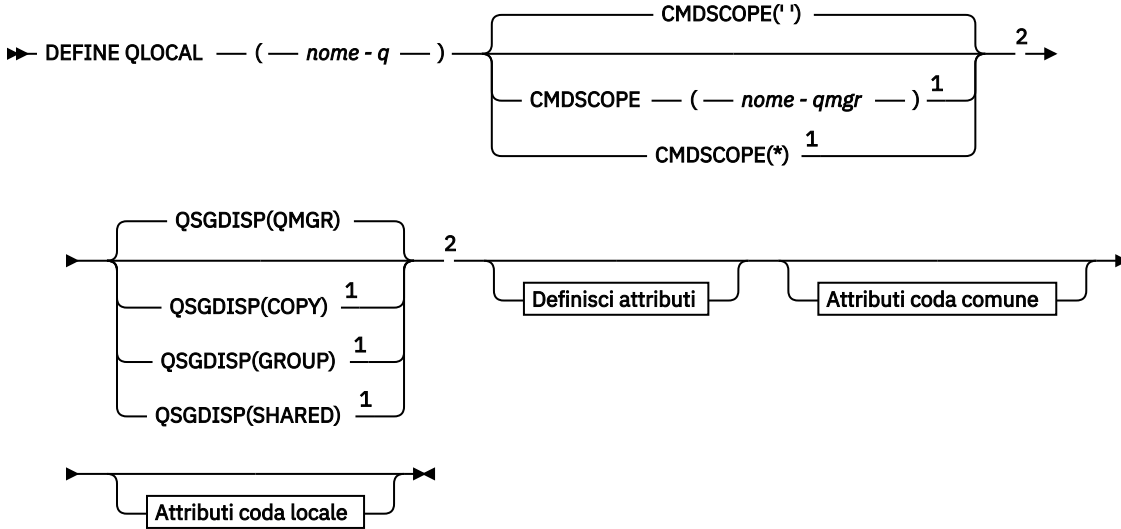 CMDSCOPE(' ')
DEFINE QLOCAL ( nome - q ) 2
CMDSCOPE ( nome - qmgr ) 1
CMDSCOPE(*) 1
QSGDISP(QMGR)
2
QSGDISP(COPY) 1
Definisci attributi
Attributi coda comune
QSGDISP(GROUP) 1
QSGDISP(SHARED) 1
Attributi coda locale